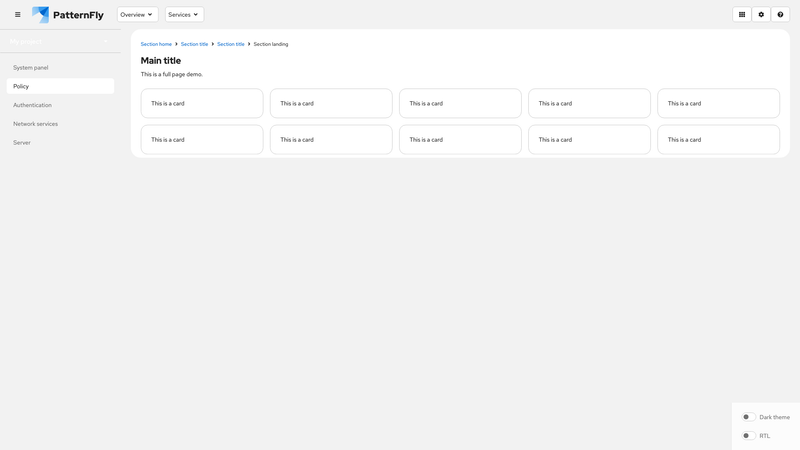 PatternFly
Overview
Services
My project
System panel
Policy
Authentication
Network services
Server
Section home > Section title > Section title > Section landing
Main title
This is a full page demo.
This is a card This is a card This is a card This is a card This is a card
This is a card This is a card This is a card This is a card This is a card
Dark theme
RTL